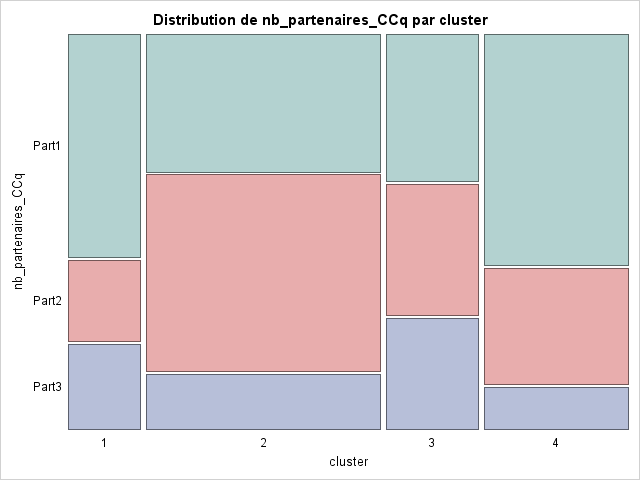 Distribution de nb_partenaires_CCq par cluster
nb_partenaires_CCq
Part1
Part2
Part3
1 2 3 4
cluster